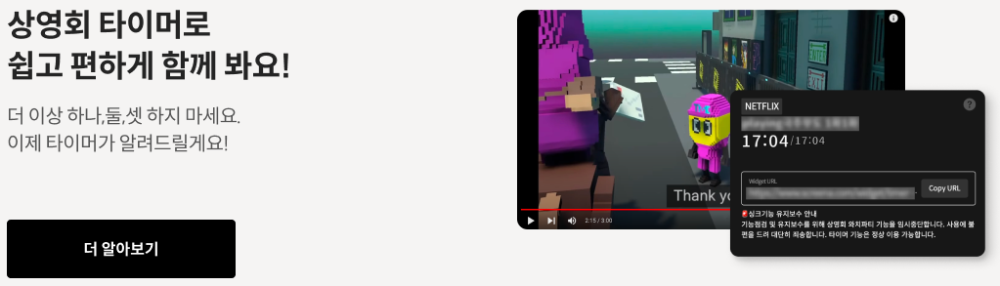 상영회 타이머로
쉽고 편하게 함께 봐요!
더 이상 하나,둘,셋 하지 마세요.
이제 타이머가 알려드릴게요!
더 알아보기
EXIT
Thank yo
2:15 / 3:00
NETFLIX
17:04/17:04
Widget URL
Copy URL
🚨싱크기능 유지보수 안내
기능점검 및 유지보수를 위해 상영회 와치파티 기능을 임시중단합니다. 사용에 불
편을 드려 대단히 죄송합니다. 타이머 기능은 정상 이용 가능합니다.